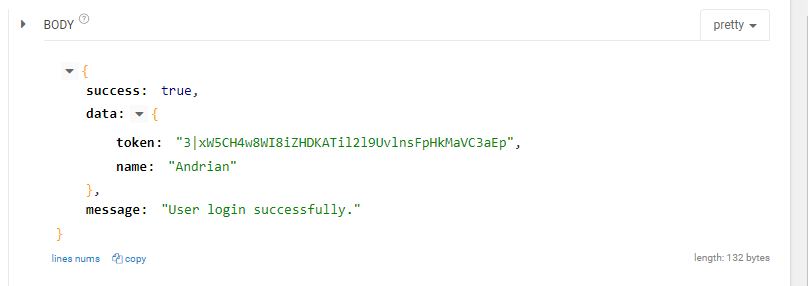 BODY ?
pretty
{
success: true,
data: {
token: "3|xW5CH4w8WI8iZHDKATil2l9UvlnsFpHkMaVC3aEp",
name: "Andrian"
},
message: "User login successfully."
}
lines nums copy length: 132 bytes